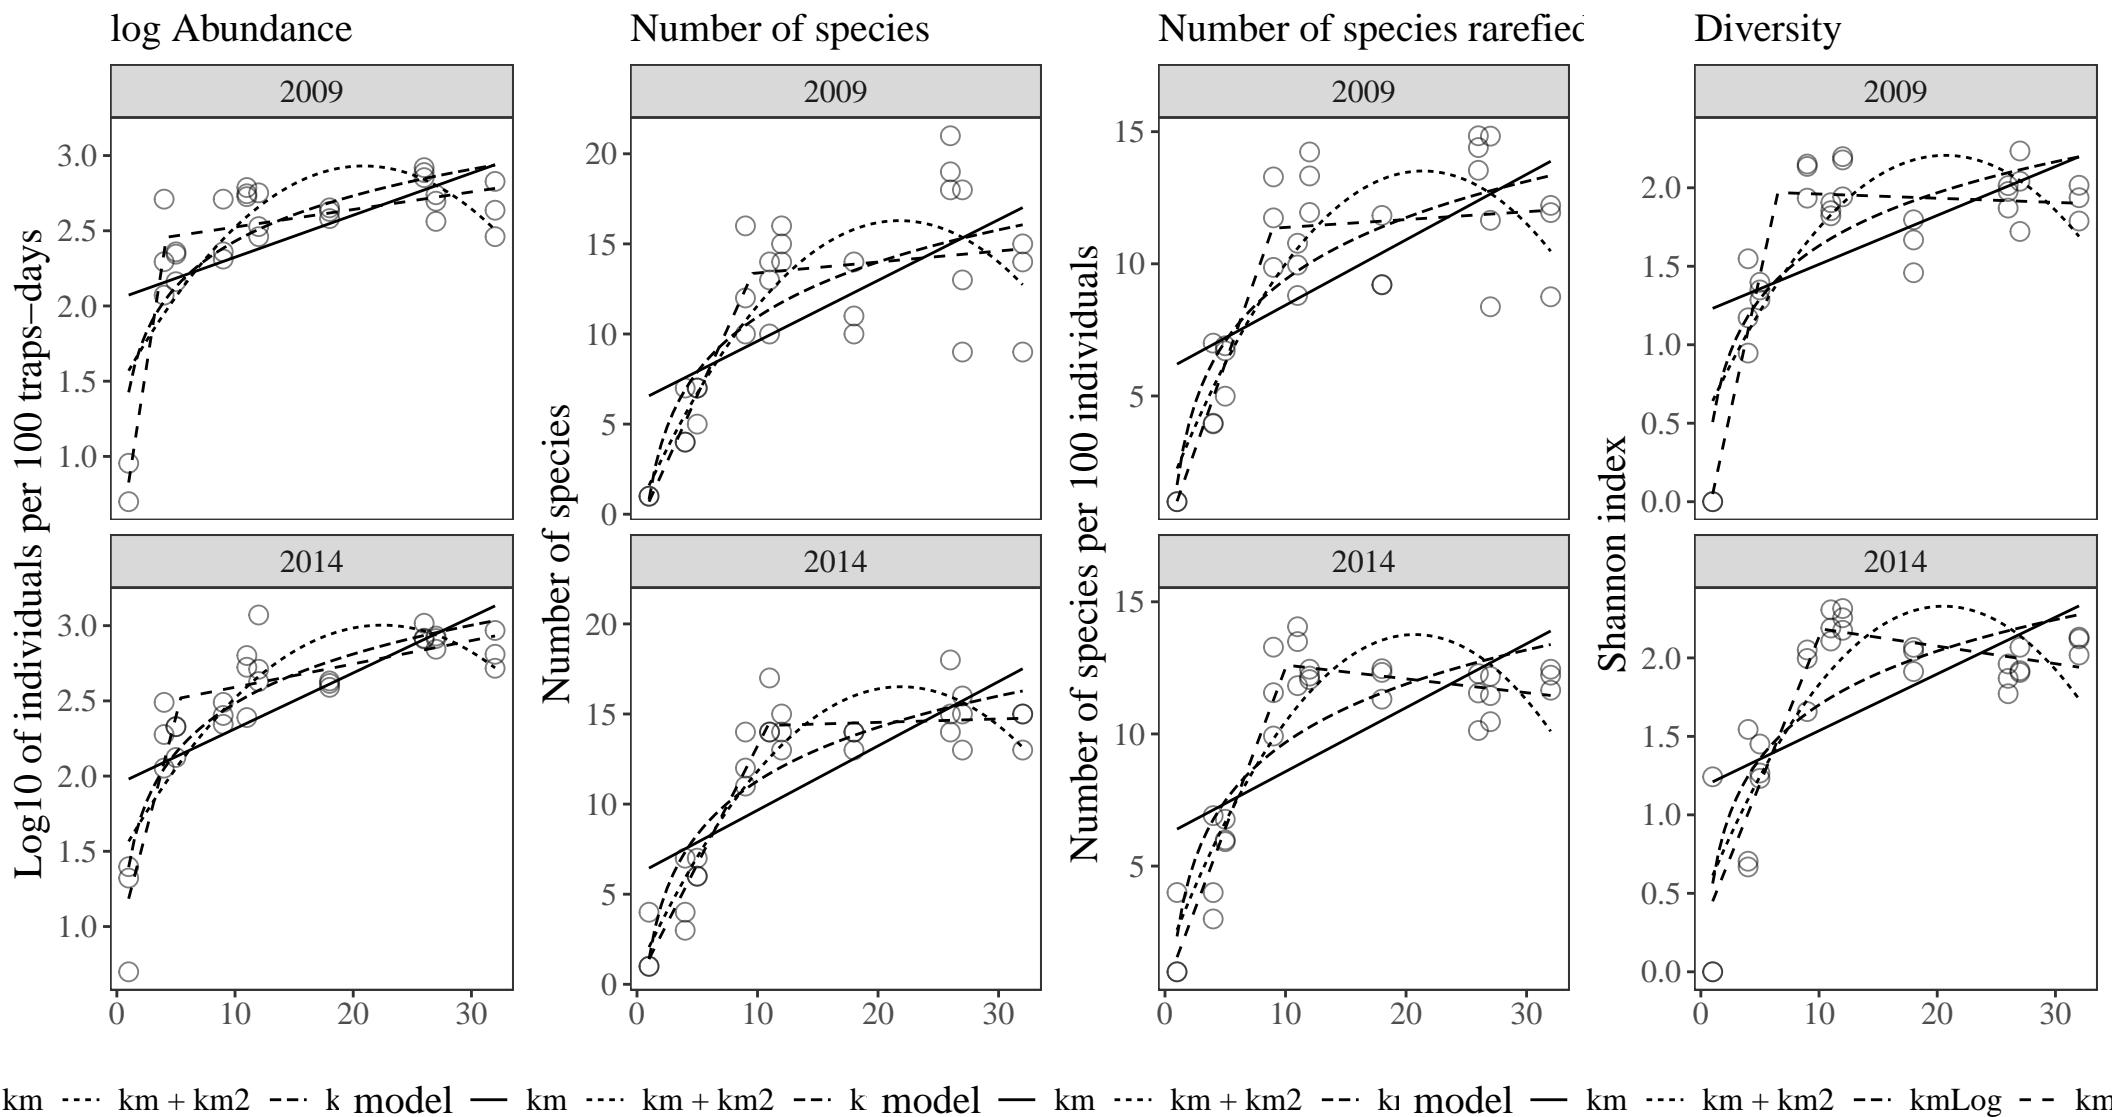 log Abundance Number of species Number of species rarefied Diversity
2009 2009 2009 2009
3.0 2.5 2.0 1.5 1.0
20 15 10 5 0
15 10 5
2.0 1.5 1.0 0.5 0.0
Log10 of individuals per 100 traps–days
Number of species
Number of species per 100 individuals
Shannon index
2014 2014 2014 2014
3.0 2.5 2.0 1.5 1.0
20 15 10 5 0
15 10 5
2.0 1.5 1.0 0.5 0.0
0 10 20 30 0 10 20 30 0 10 20 30 0 10 20 30
km km + km2 k model km km + km2 k model km km + km2 k model km km + km2 kmLog km